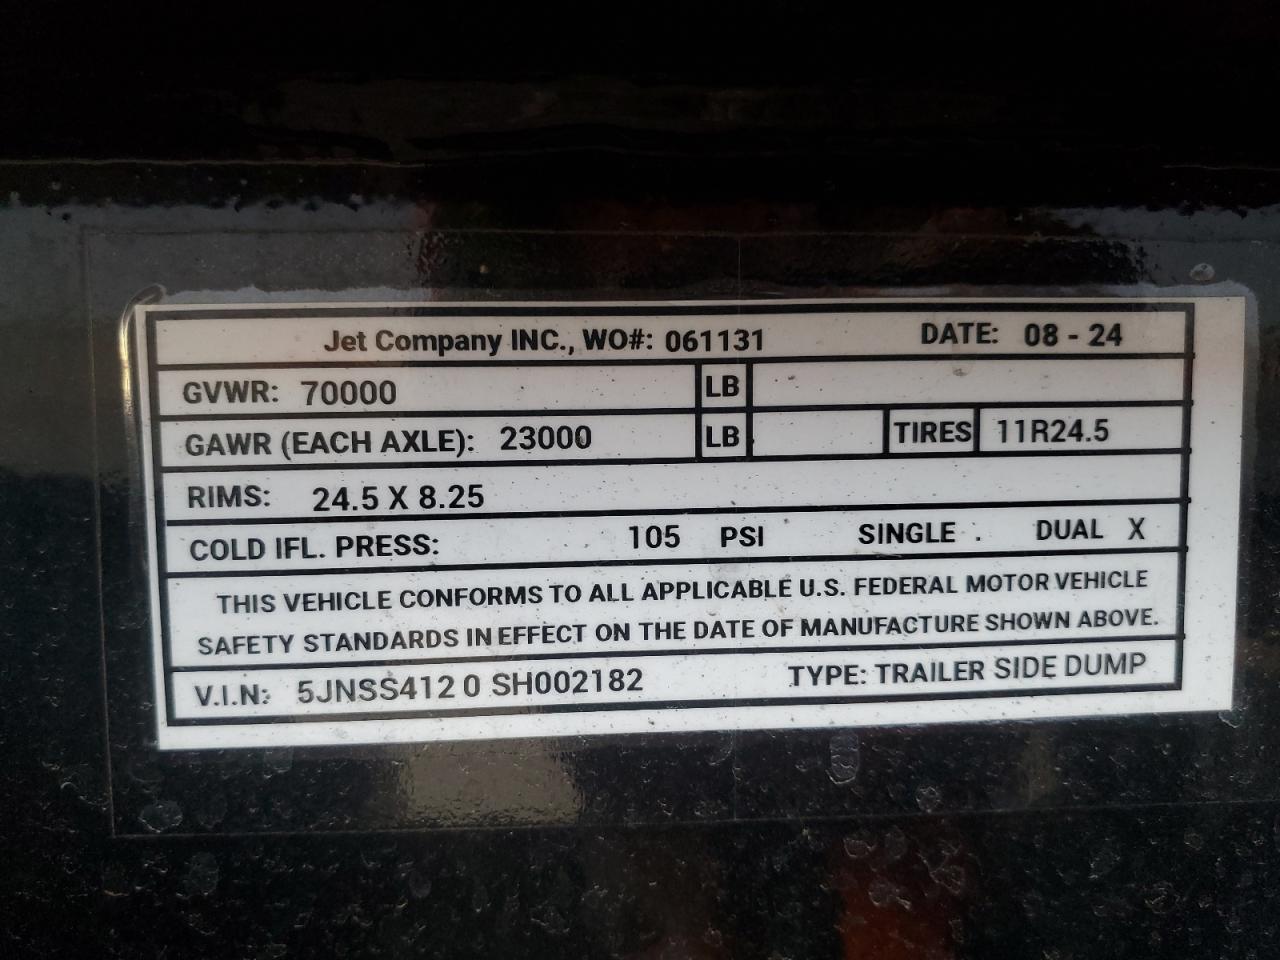 Jet Company INC., WO#: 061131 DATE: 08 - 24
GVWR: 70000 LB
GAWR (EACH AXLE): 23000 LB TIRES 11R24.5
RIMS: 24.5 X 8.25
COLD IFL. PRESS: 105 PSI SINGLE . DUAL X
THIS VEHICLE CONFORMS TO ALL APPLICABLE U.S. FEDERAL MOTOR VEHICLE
SAFETY STANDARDS IN EFFECT ON THE DATE OF MANUFACTURE SHOWN ABOVE.
V.I.N: 5JNSS412 0 SH002182 TYPE: TRAILER SIDE DUMP